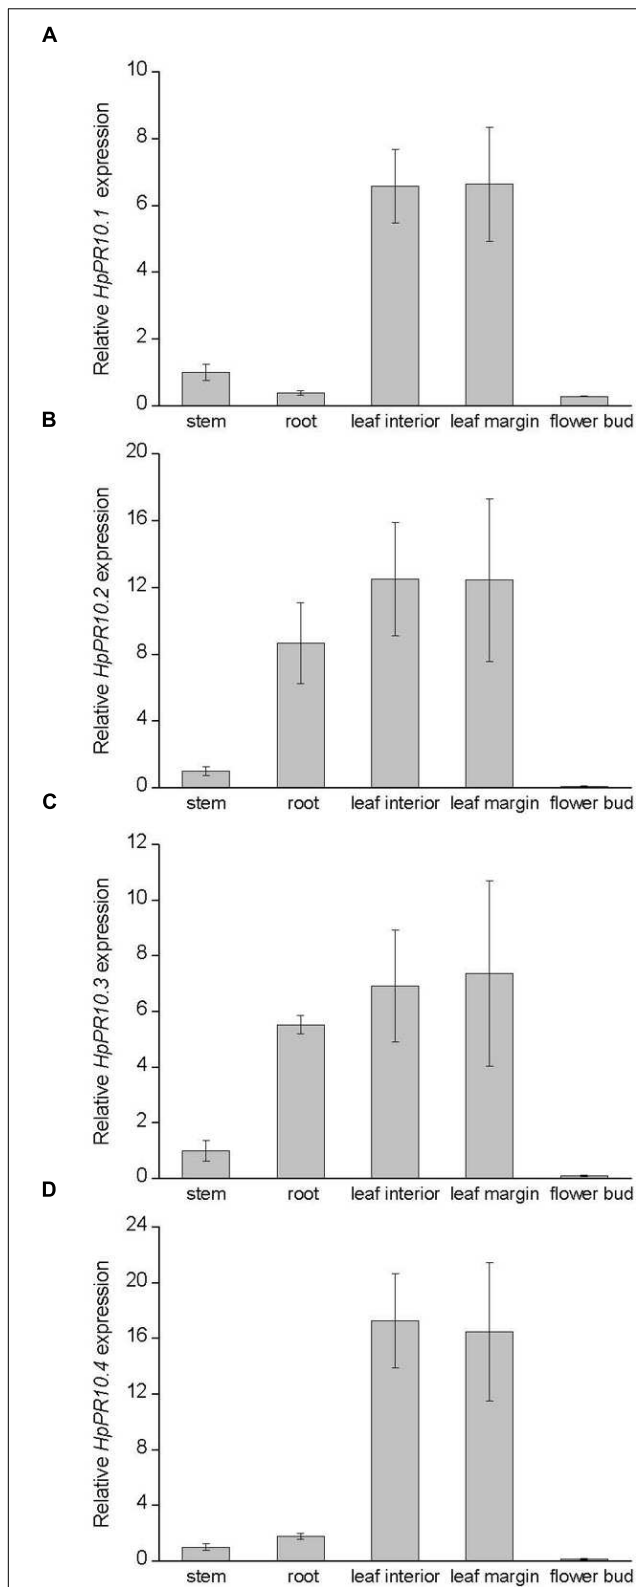 A
Relative HpPR10.1 expression
10
8
6
4
2
0
stem root leaf interior leaf margin flower bud
B
Relative HpPR10.2 expression
20
16
12
8
4
0
stem root leaf interior leaf margin flower bud
C
Relative HpPR10.3 expression
12
10
8
6
4
2
0
stem root leaf interior leaf margin flower bud
D
Relative HpPR10.4 expression
24
20
16
12
8
4
0
stem root leaf interior leaf margin flower bud